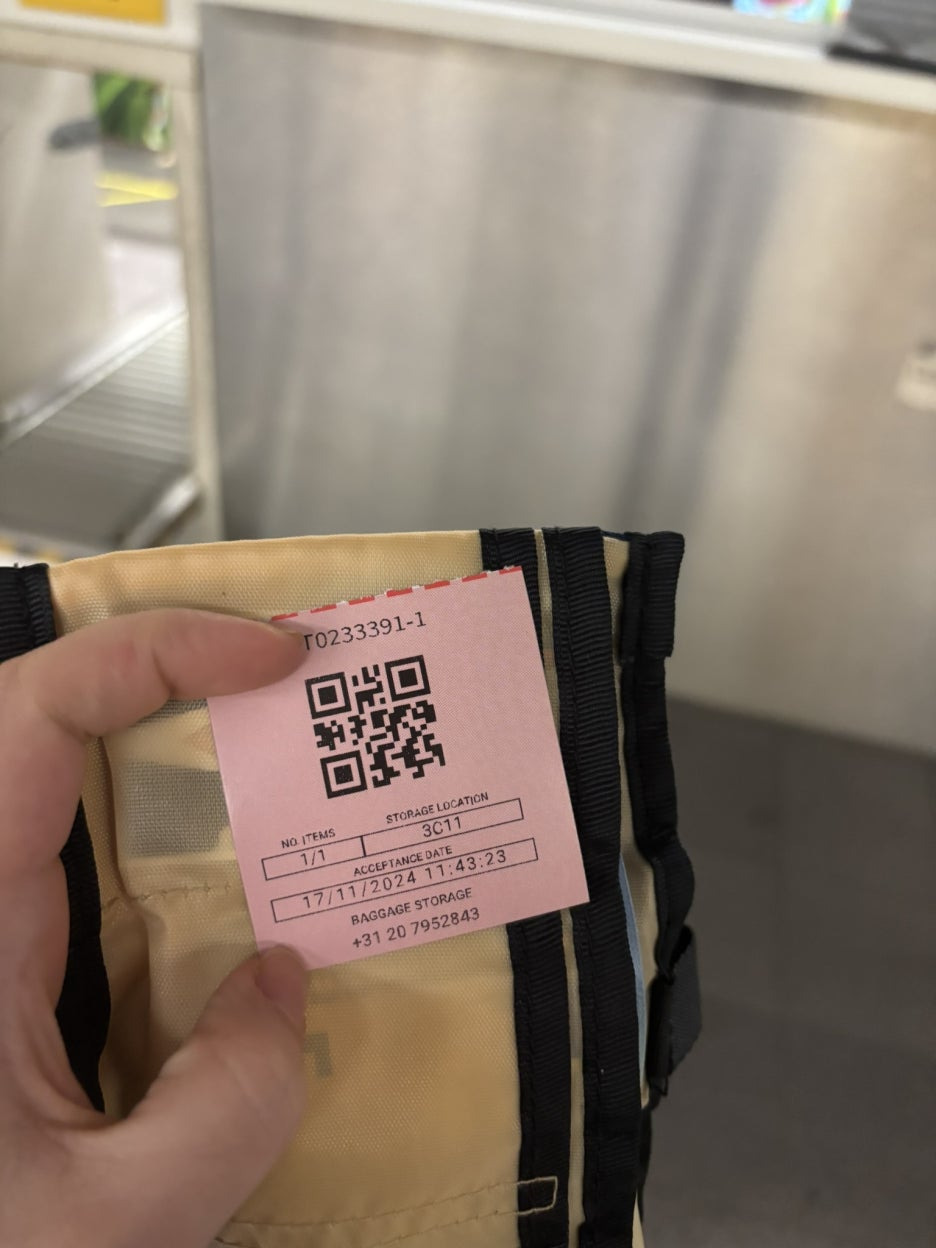 T0233391-1
NO. ITEMS STORAGE LOCATION
1/1 3C11
ACCEPTANCE DATE
17/11/2024 11:43:23
BAGGAGE STORAGE
+31 20 7952843